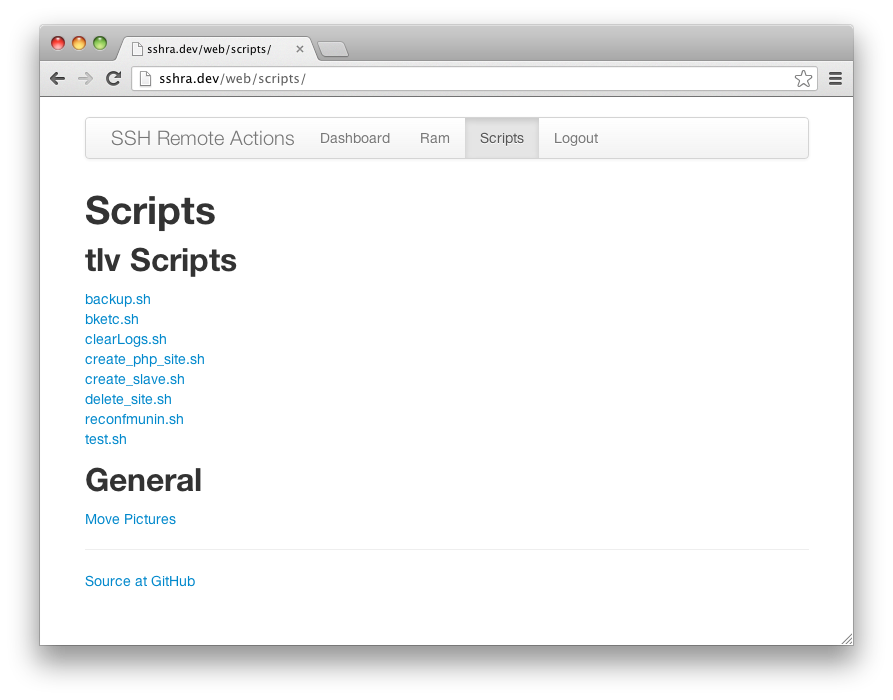 sshra.dev/web/scripts/
sshra.dev/web/scripts/
SSH Remote Actions Dashboard Ram Scripts Logout
Scripts
tlv Scripts
backup.sh
bketc.sh
clearLogs.sh
create_php_site.sh
create_slave.sh
delete_site.sh
reconfmunin.sh
test.sh
General
Move Pictures
Source at GitHub